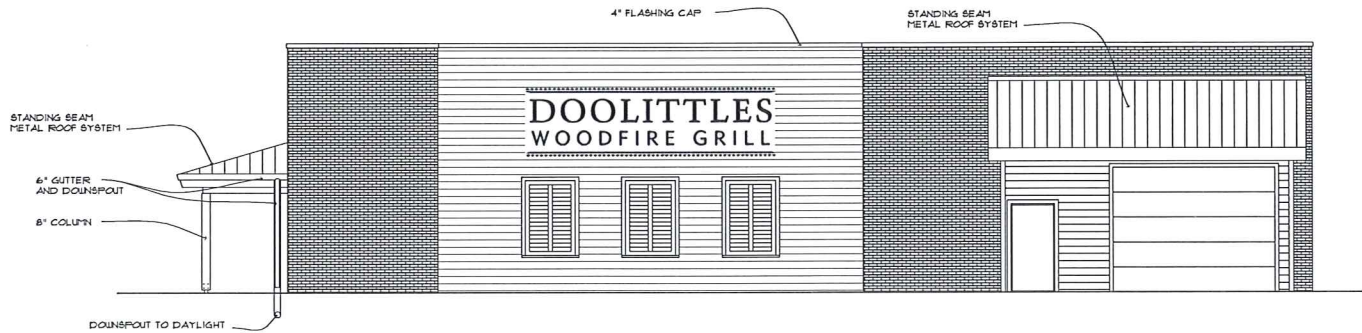 4" FLASHING CAP
STANDING SEAM
METAL ROOF SYSTEM
STANDING SEAM
METAL ROOF SYSTEM
DOOLITTLES
WOODFIRE GRILL
6" GUTTER
AND DOWNSPOUT
8" COLUMN
DOWNSPOUT TO DAYLIGHT